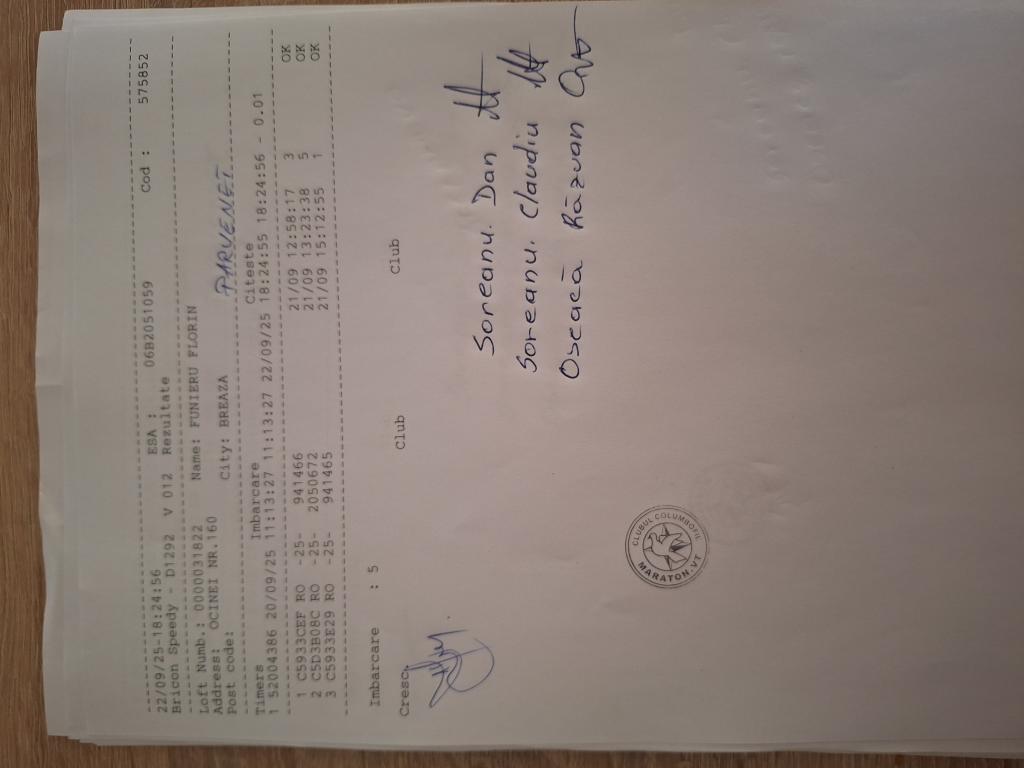 22/09/25-18:24:56 ESA : 06B2051059 Cod : 575852
Bricon Speedy - D1292 V 012 Rezultate
Loft Numb.: 0000031822 Name: FUNIERU FLORIN
Address: OCINEI NR.160
Post code: City: BREAZA PARVENET
Timers Imbarcare Citeste
1 52004386 20/09/25 11:13:27 11:13:27 22/09/25 18:24:55 18:24:56 - 0.01
1 C5933CEF RO -25- 941466 21/09 12:58:17 3 OK
2 C5D3B08C RO -25- 2050672 21/09 13:23:38 5 OK
3 C5933E29 RO -25- 941465 21/09 15:12:55 1 OK
Imbarcare : 5
Cresc. Club Club
Soreanu. Dan
Soreanu. Claudiu
Oseacă Răzvan
CLUBUL COLUMBOFIL
MARATON.VT